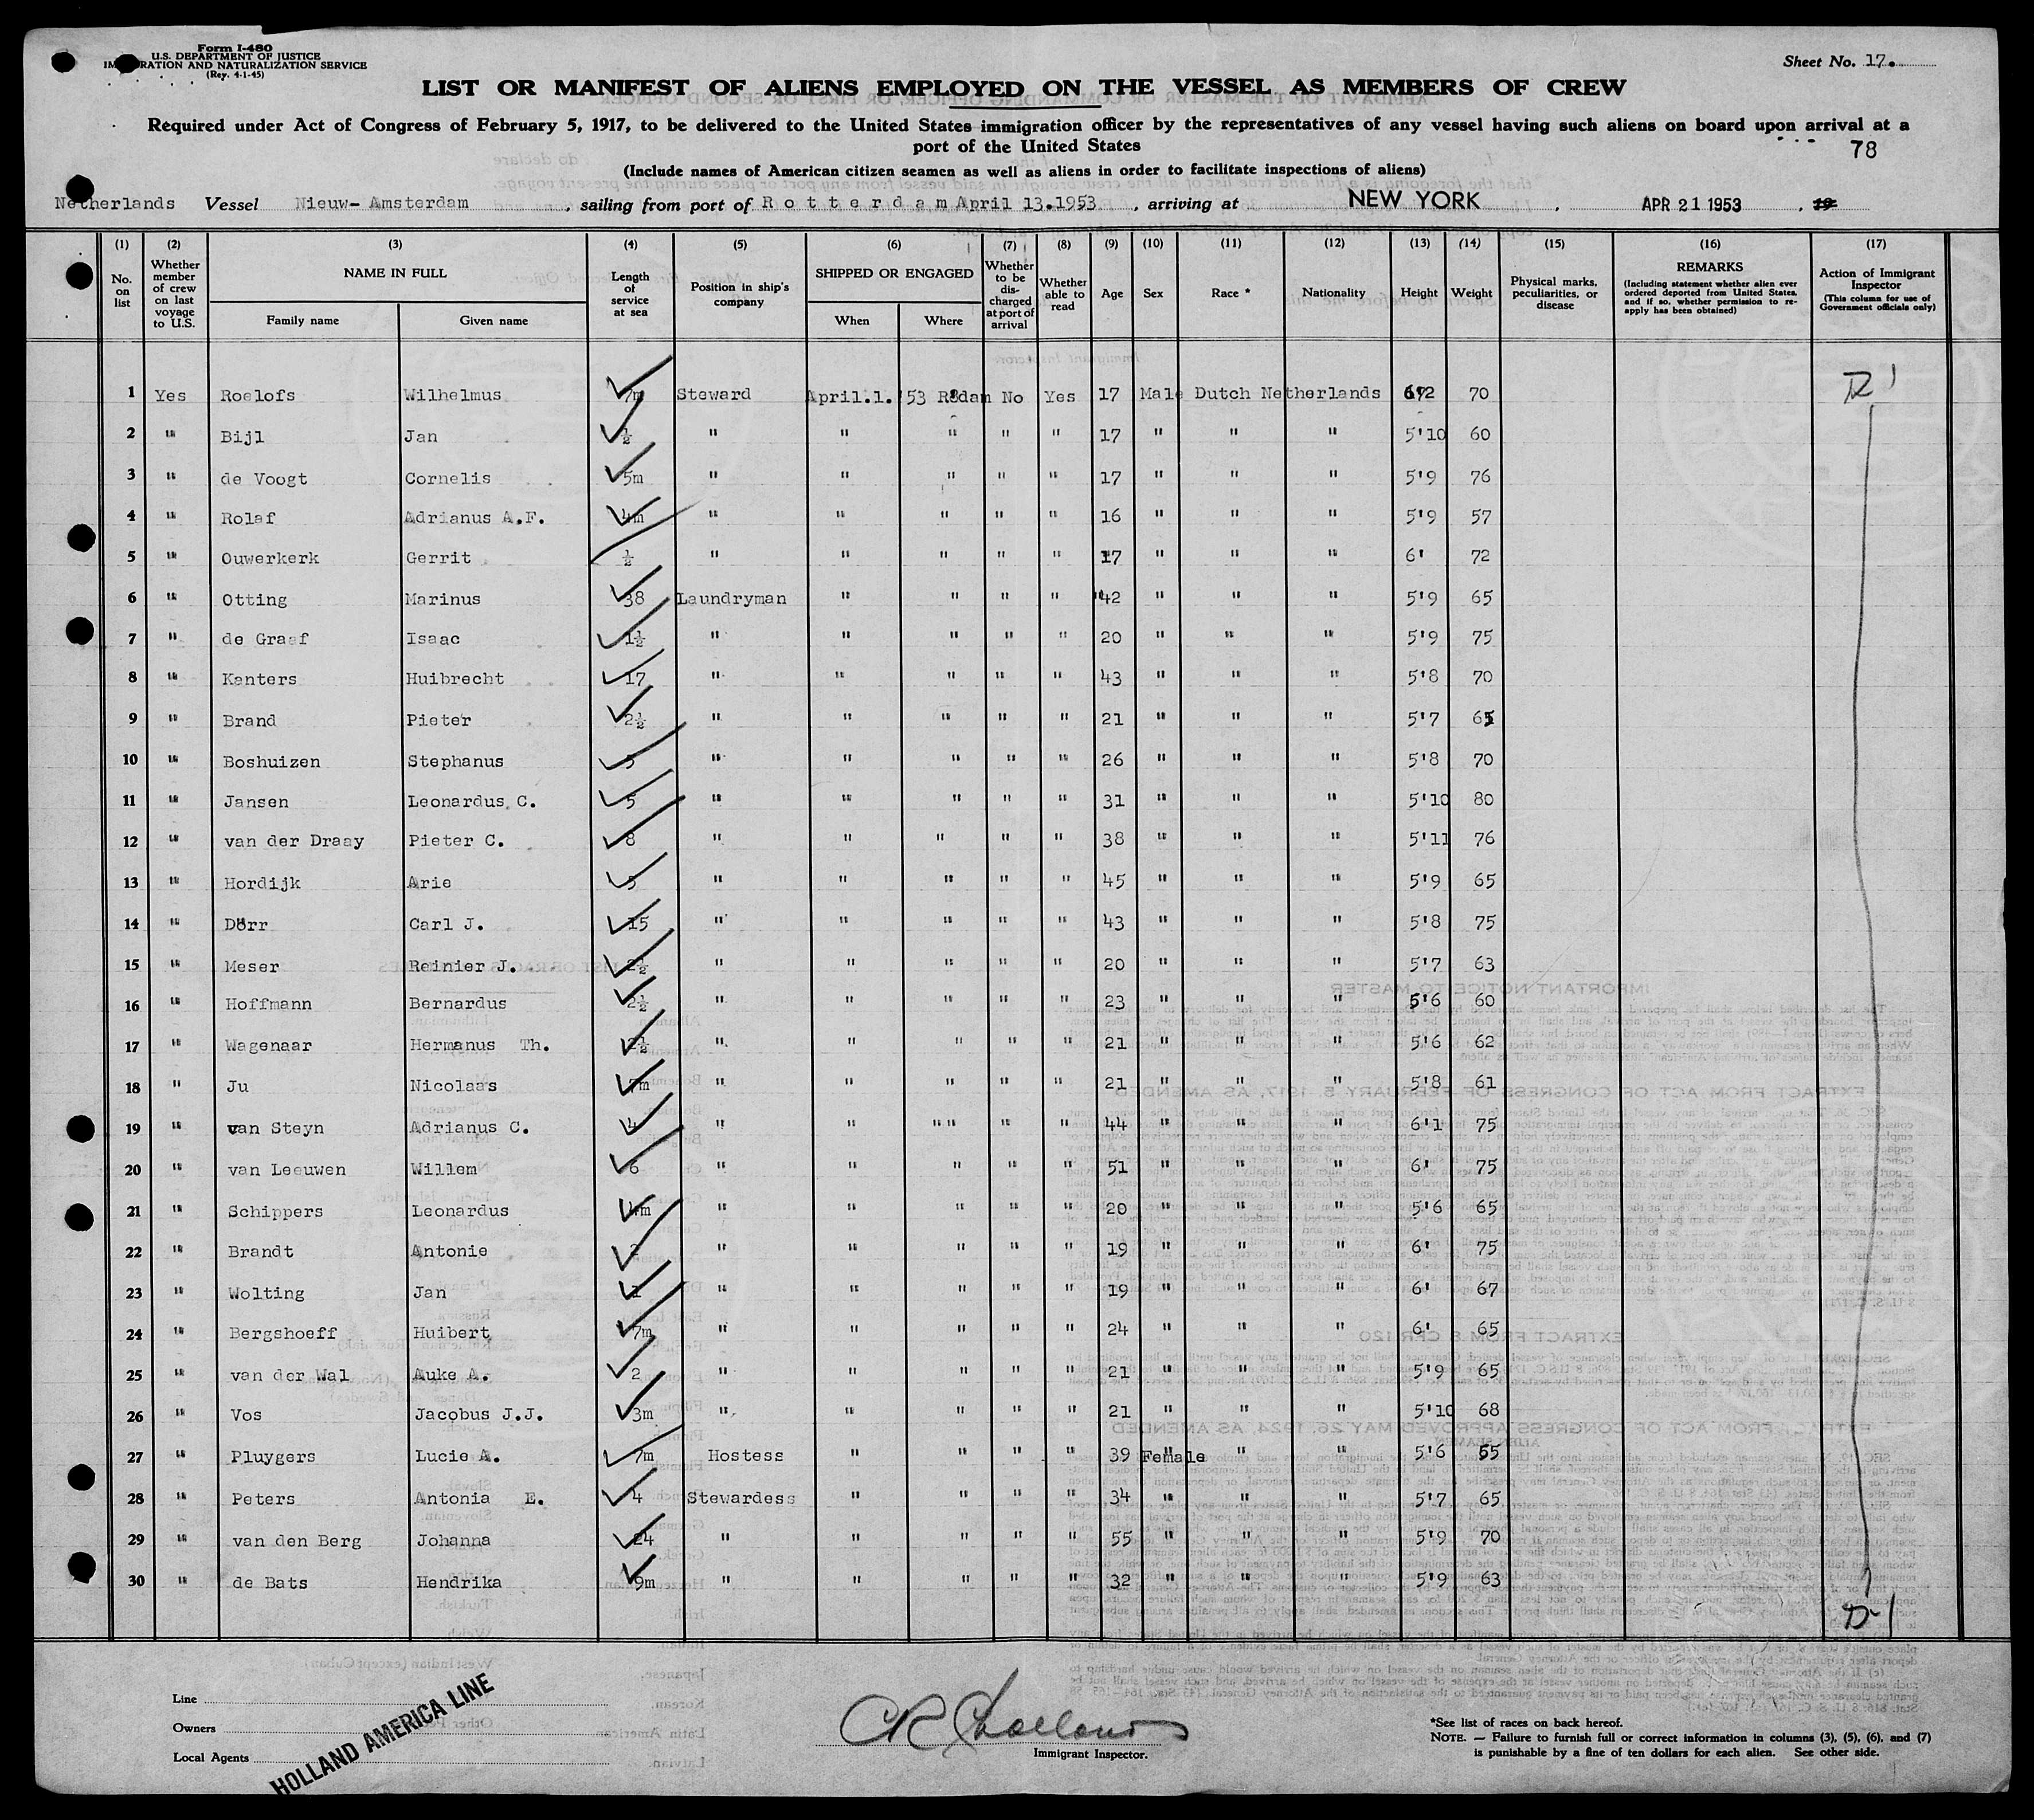 Form I-480
U.S. DEPARTMENT OF JUSTICE
IMMIGRATION AND NATURALIZATION SERVICE
(Rev. 4-1-45)
Sheet No. 17.
LIST OR MANIFEST OF ALIENS EMPLOYED ON THE VESSEL AS MEMBERS OF CREW
Required under Act of Congress of February 5, 1917, to be delivered to the United States immigration officer by the representatives of any vessel having such aliens on board upon arrival at a
port of the United States
78
(Include names of American citizen seamen as well as aliens in order to facilitate inspections of aliens)
Netherlands Vessel Nieuw- Amsterdam, sailing from port of Rotterdam April 13.1953, arriving at NEW YORK, APR 21 1953, 19
(1) (2) (3) (4) (5) (6) (7) (8) (9) (10) (11) (12) (13) (14) (15) (16) (17)
No. on list | Whether member of crew on last voyage to U.S. | NAME IN FULL Family name Given name | Length of service at sea | Position in ship's company | SHIPPED OR ENGAGED When Where | Whether to be discharged at port of arrival | Whether able to read | Age | Sex | Race * | Nationality | Height | Weight | Physical marks, peculiarities, or disease | REMARKS (Including statement whether alien ever ordered deported from United States, and if so, whether permission to reapply has been obtained) | Action of Immigrant Inspector (This column for use of Government officials only)
1 Yes Roelofs Wilhelmus 7m Steward April.1.'53 Rdam No Yes 17 Male Dutch Netherlands 70
2 " Bijl Jan ½ " " " " " 17 " " " 5'10 60
3 " de Voogt Cornelis 5m " " " " " 17 " " " 5'9 76
4 " Rolaf Adrianus A.F. 4m " " " " " 16 " " " 5'9 57
5 " Ouwerkerk Gerrit ½ " " " " " 17 " " " 6' 72
6 " Otting Marinus 38 Laundryman " " " " 42 " " " 5'9 65
7 " de Graaf Isaac 1½ " " " " " 20 " " " 5'9 75
8 " Kanters Huibrecht 17 " " " " " 43 " " " 5'8 70
9 " Brand Pieter 2½ " " " " " 21 " " " 5'7 65
10 " Boshuizen Stephanus 5 " " " " " 26 " " " 5'8 70
11 " Jansen Leonardus C. 5 " " " " " 31 " " " 5'10 80
12 " van der Draay Pieter C. 8 " " " " " 38 " " " 5'11 76
13 " Hordijk Arie 5 " " " " " 45 " " " 5'9 65
14 " Dörr Carl J. 15 " " " " " 43 " " " 5'8 75
15 " Meser Reinier J. 2½ " " " " " 20 " " " 5'7 63
16 " Hoffmann Bernardus 2½ " " " " " 23 " " " 5'6 60
17 " Wagenaar Hermanus Th. 2½ " " " " " 21 " " " 5'6 62
18 " Ju Nicolaas 7m " " " " " 21 " " " 5'8 61
19 " van Steyn Adrianus C. 4 " " "" " " 44 " " " 6'1 75
20 " van Leeuwen Willem 6 " " " " " 51 " " " 6' 75
21 " Schippers Leonardus 4m " " " " " 20 " " " 5'6 65
22 " Brandt Antonie 2 " " " " " 19 " " " 6' 75
23 " Wolting Jan 1 " " " " " 19 " " " 6' 67
24 " Bergshoeff Huibert 7m " " " " " 24 " " " 6' 65
25 " van der Wal Auke A. 2 " " " " " 21 " " " 5'9 65
26 " Vos Jacobus J.J. 3m " " " " " 21 " " " 5'10 68
27 " Pluygers Lucie A. 7m Hostess " " " " 39 Female " " 5'6 55
28 " Peters Antonia E. 4 Stewardess " " " " 34 " " " 5'7 65
29 " van den Berg Johanna 24 " " " " " 55 " " " 5'9 70
30 " de Bats Hendrika 9m " " " " " 32 " " " 5'9 63
Line
Owners
Local Agents
HOLLAND AMERICA LINE
Immigrant Inspector.
*See list of races on back hereof.
NOTE. — Failure to furnish full or correct information in columns (3), (5), (6), and (7)
is punishable by a fine of ten dollars for each alien. See other side.